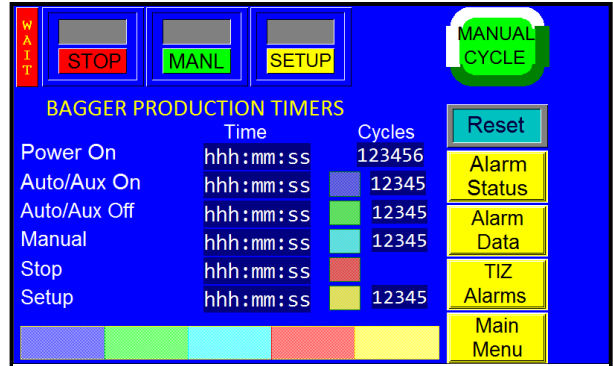 WAIT
STOP
MANL
SETUP
MANUAL
CYCLE
BAGGER PRODUCTION TIMERS
Time Cycles
Power On hhh:mm:ss 123456
Auto/Aux On hhh:mm:ss 12345
Auto/Aux Off hhh:mm:ss 12345
Manual hhh:mm:ss 12345
Stop hhh:mm:ss
Setup hhh:mm:ss 12345
Reset
Alarm
Status
Alarm
Data
TIZ
Alarms
Main
Menu